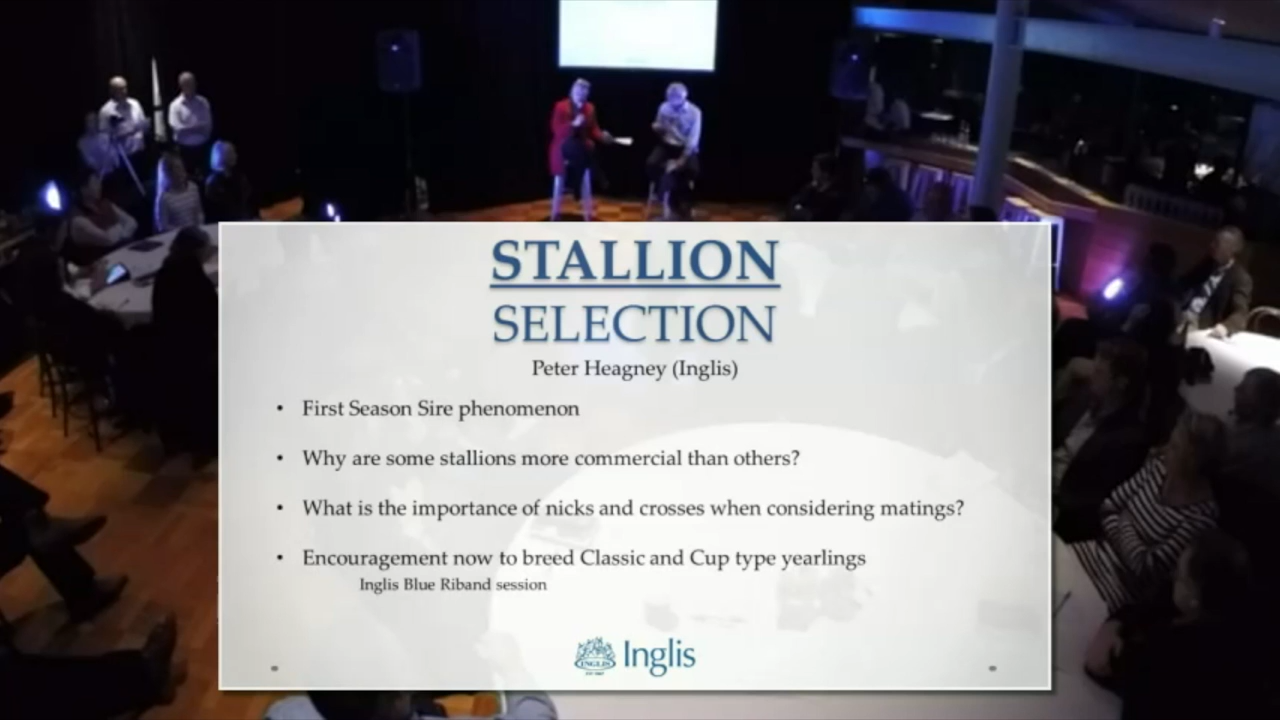 STALLION
SELECTION
Peter Heagney (Inglis)
• First Season Sire phenomenon
• Why are some stallions more commercial than others?
• What is the importance of nicks and crosses when considering matings?
• Encouragement now to breed Classic and Cup type yearlings
Inglis Blue Riband session
INGLIS
Inglis